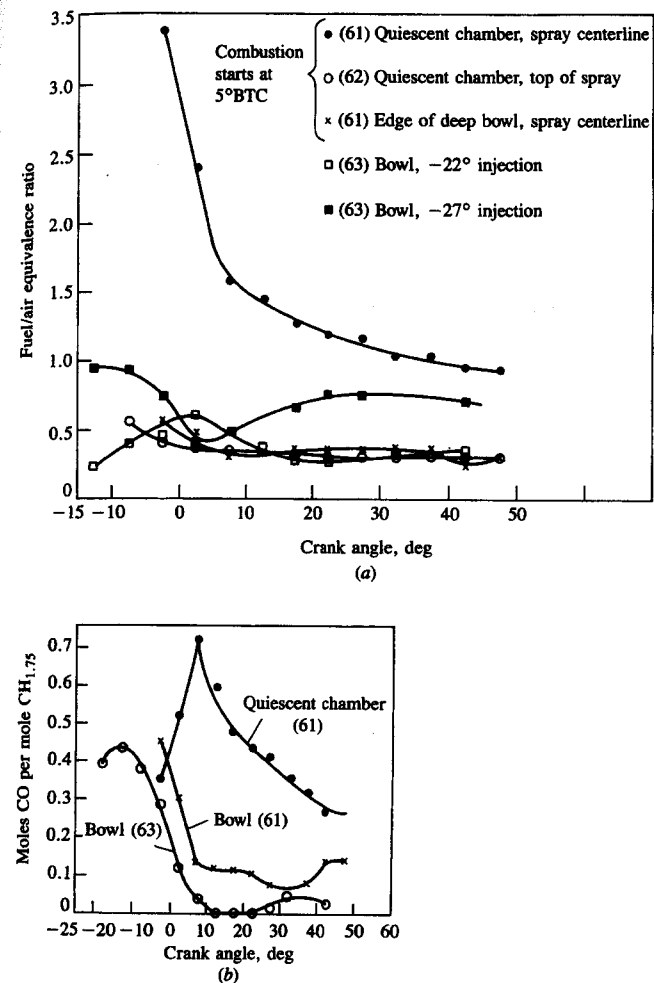 3.5
3.0
2.5
2.0
1.5
1.0
0.5
0
Fuel/air equivalence ratio
Combustion
starts at
5°BTC
(61) Quiescent chamber, spray centerline
(62) Quiescent chamber, top of spray
(61) Edge of deep bowl, spray centerline
(63) Bowl, −22° injection
(63) Bowl, −27° injection
−15 −10 0 10 20 30 40 50
Crank angle, deg
(a)
0.7
0.6
0.5
0.4
0.3
0.2
0.1
0
Moles CO per mole CH1.75
Quiescent chamber
(61)
Bowl (61)
Bowl (63)
−25 −20 −10 0 10 20 30 40 50 60
Crank angle, deg
(b)